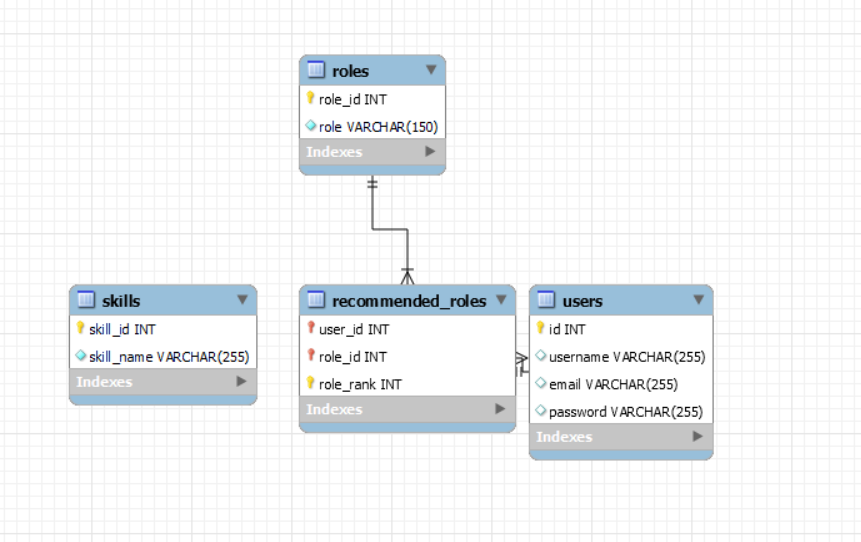 roles
role_id INT
role VARCHAR(150)
Indexes
skills
skill_id INT
skill_name VARCHAR(255)
Indexes
recommended_roles
user_id INT
role_id INT
role_rank INT
Indexes
users
id INT
username VARCHAR(255)
email VARCHAR(255)
password VARCHAR(255)
Indexes